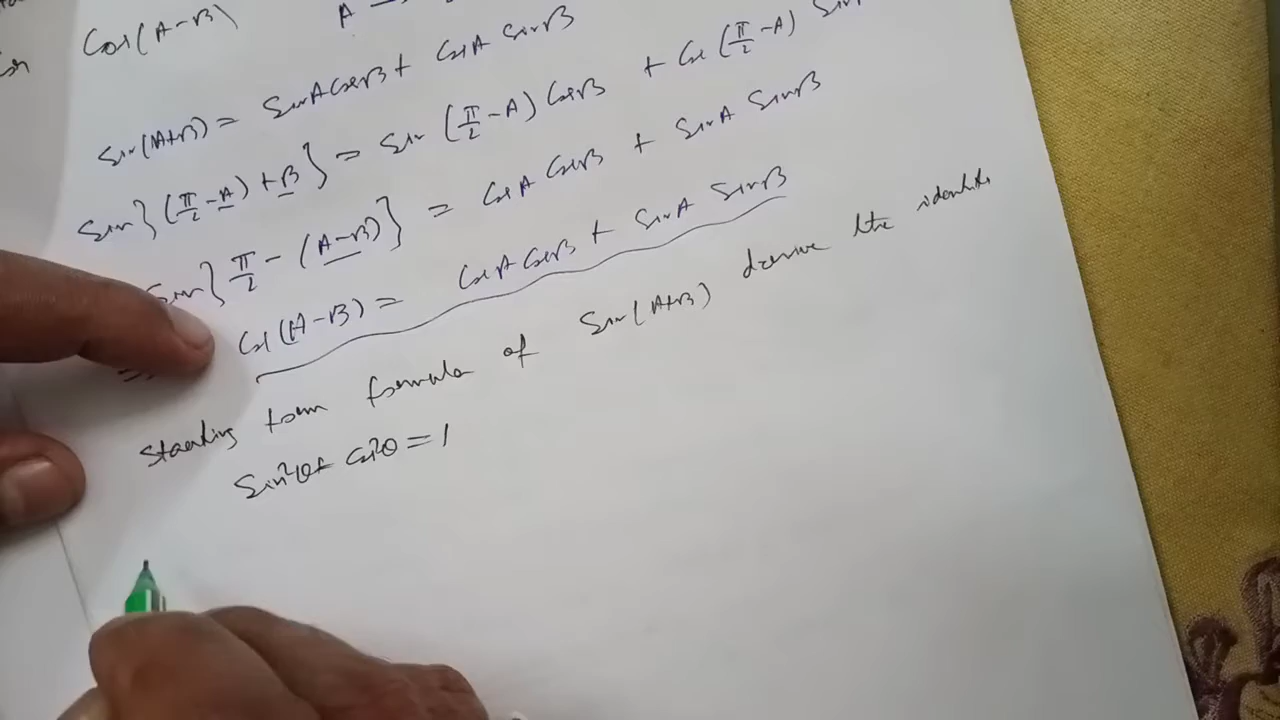 Cos(A-B) A
Sin(A+B) = SinA CosB + CosA SinB
Sin{(π/2 - A) + B} = Sin(π/2 - A) CosB + Cos(π/2 - A) Sin
Sin{π/2 - (A-B)} = CosA CosB + SinA SinB
Cos(A-B) = CosA CosB + SinA SinB
Starting from formula of Sin(A+B) derive the
Sin²θ + Cos²θ = 1